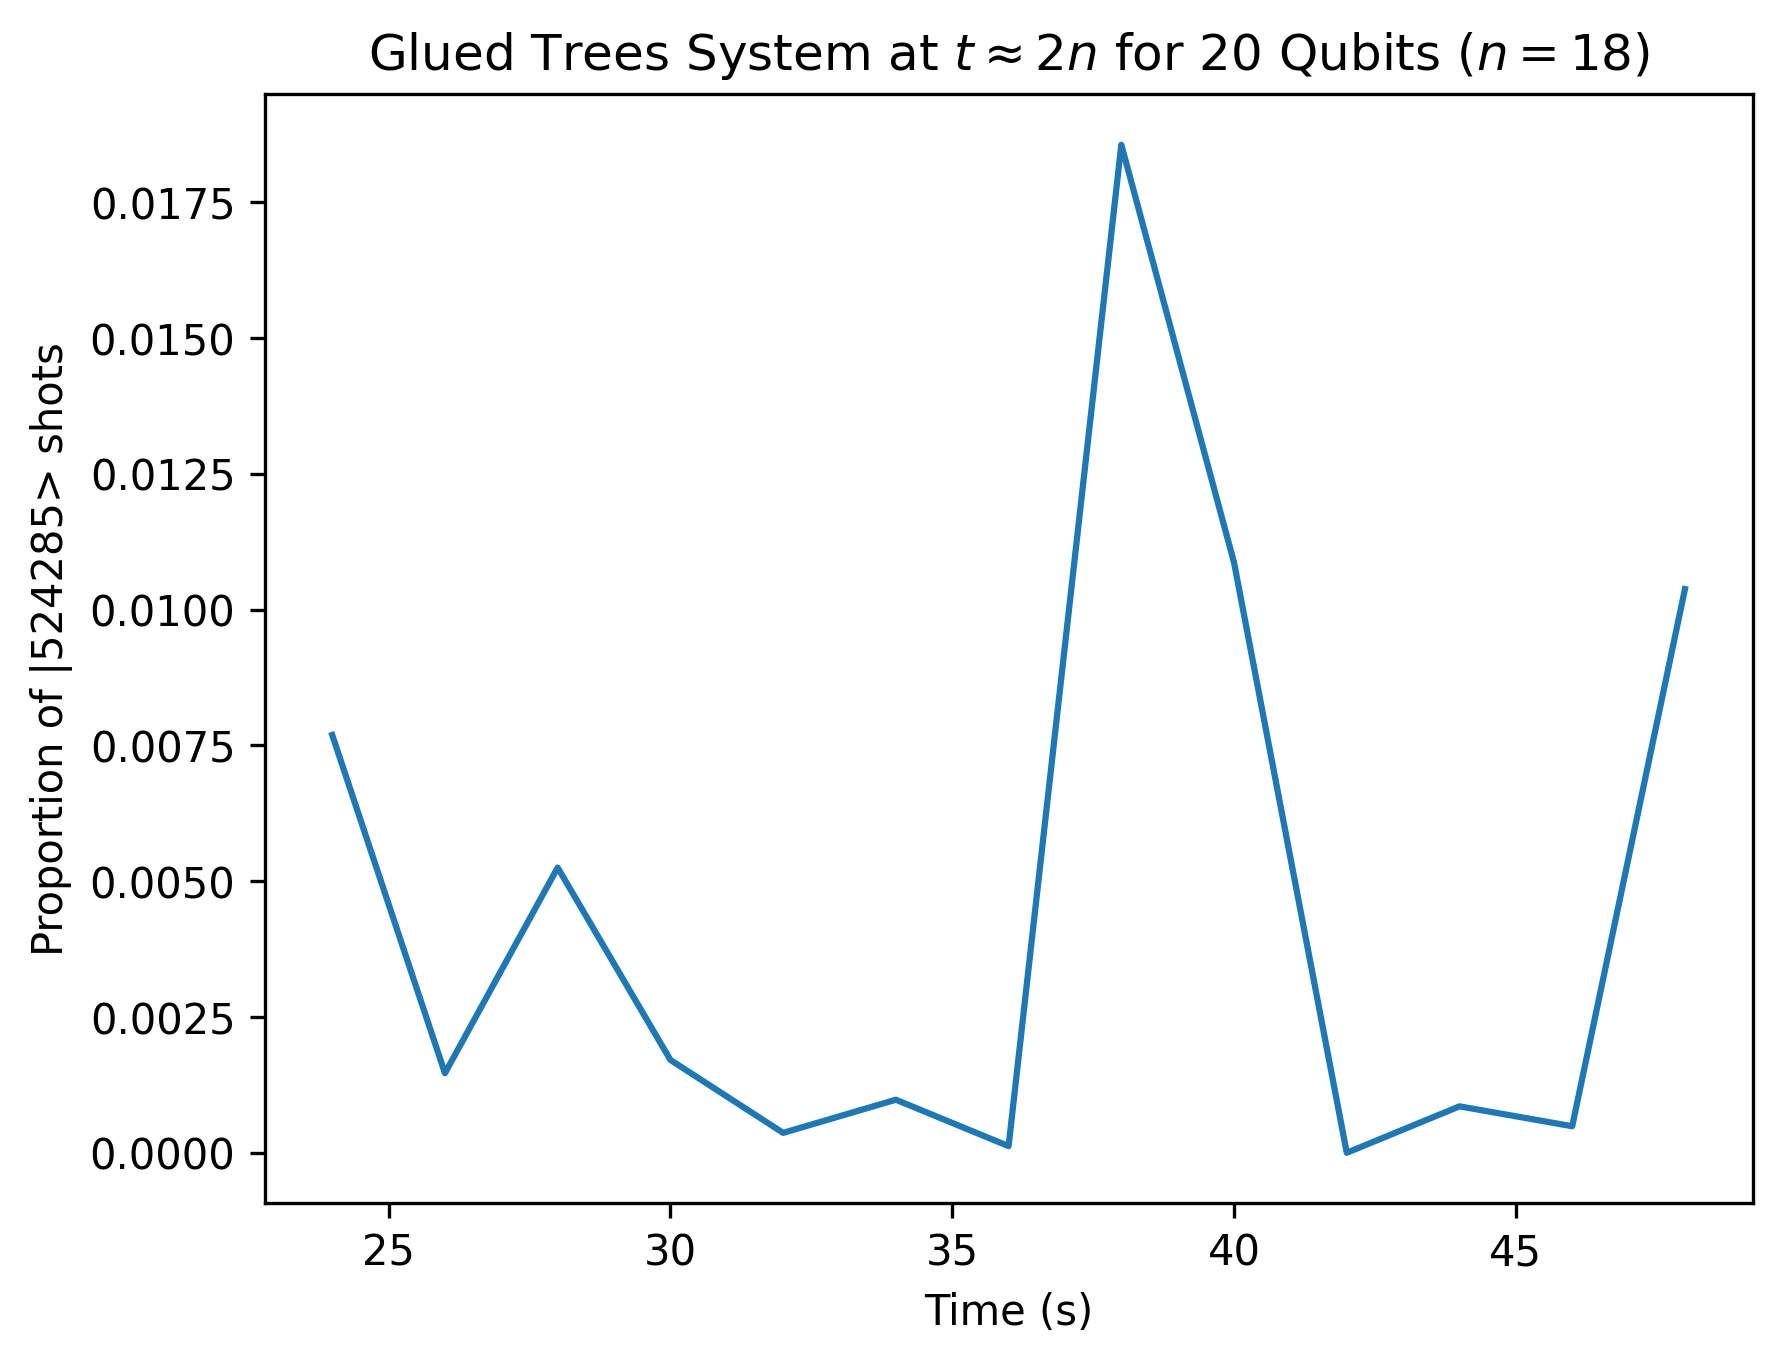 Glued Trees System at t ≈ 2n for 20 Qubits (n = 18)
Proportion of |524285> shots
0.0175
0.0150
0.0125
0.0100
0.0075
0.0050
0.0025
0.0000
25 30 35 40 45
Time (s)